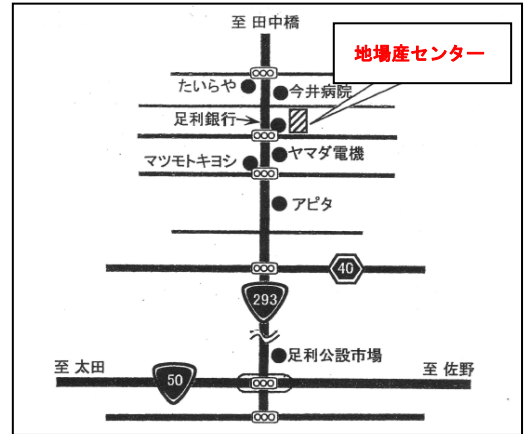 至 田中橋
地場産センター
たいらや
今井病院
足利銀行
ヤマダ電機
マツモトキヨシ
アピタ
40
293
足利公設市場
至 太田
至 佐野
50